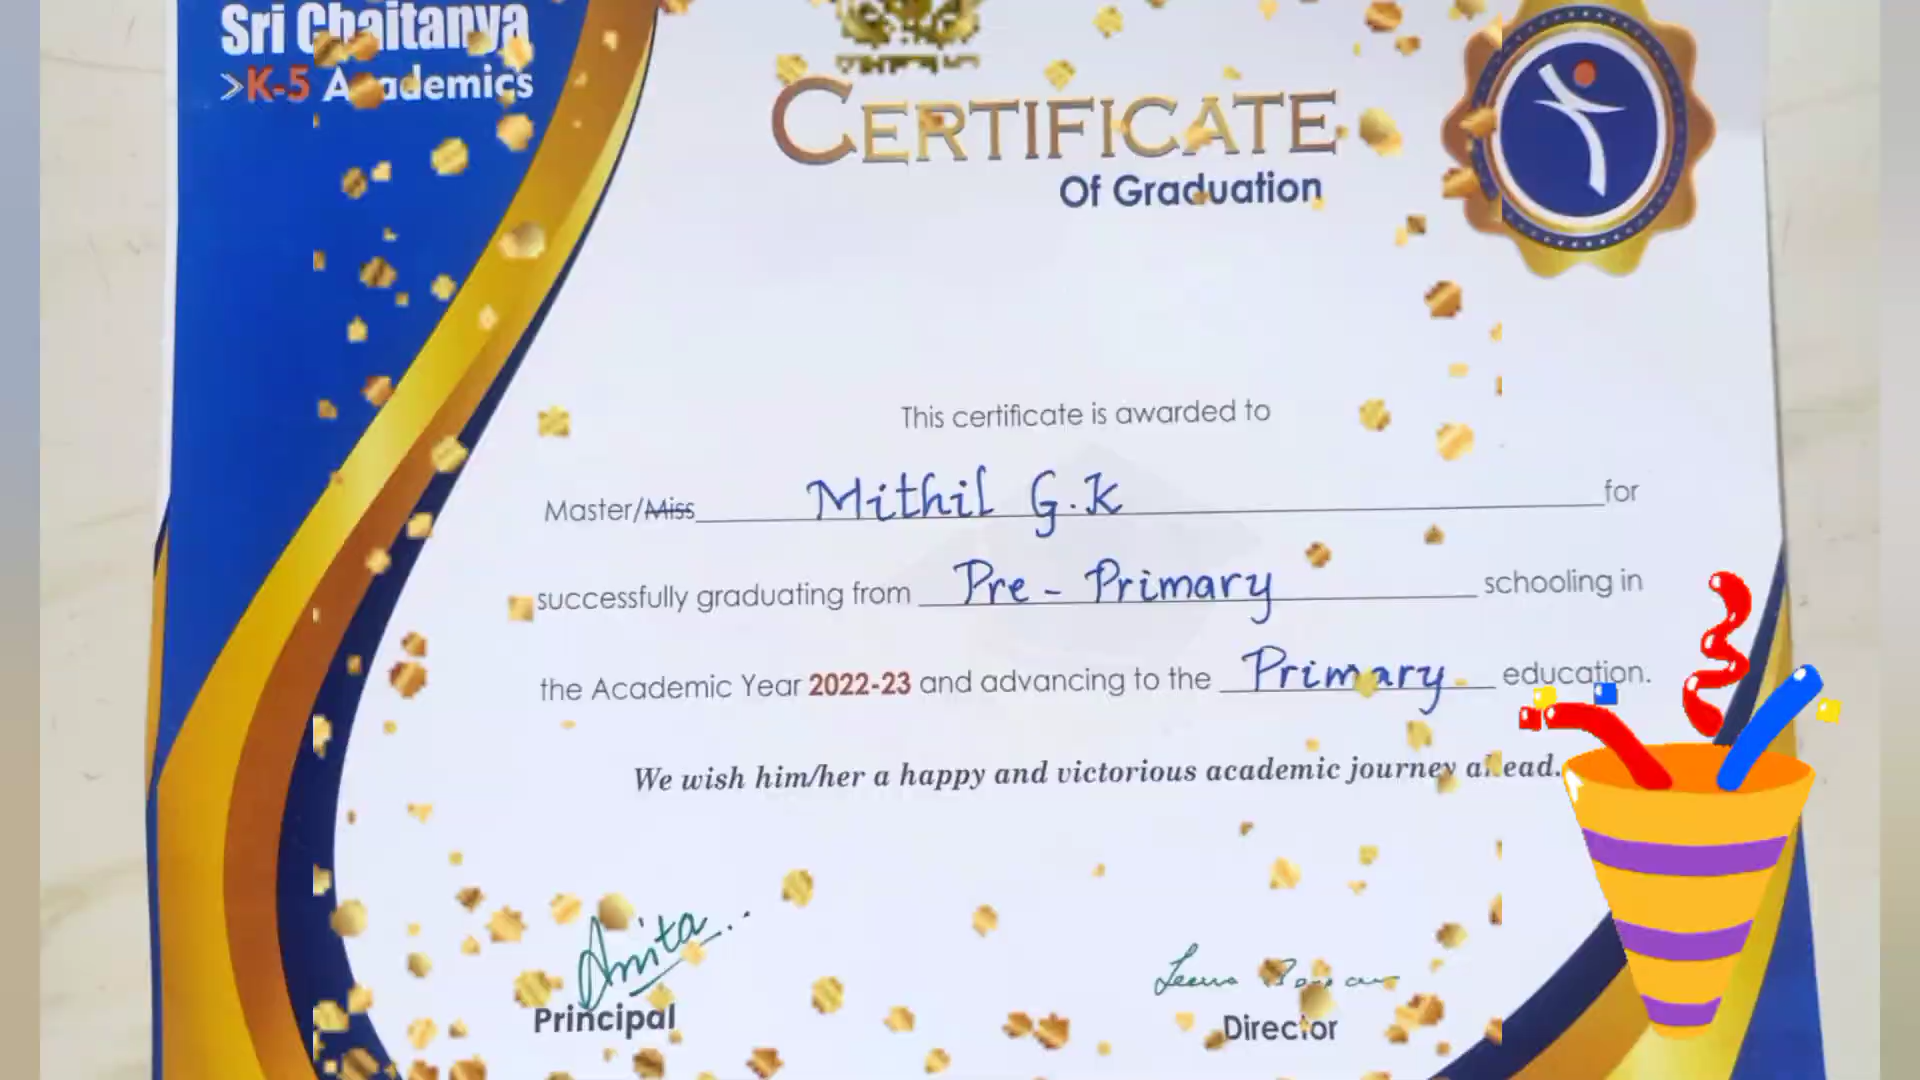 Sri Chaitanya
>K-5 Academics
CERTIFICATE
Of Graduation
This certificate is awarded to
Master/Miss Mithil G.K for
successfully graduating from Pre - Primary schooling in
the Academic Year 2022-23 and advancing to the Primary education.
We wish him/her a happy and victorious academic journey ahead.
Anita
Principal
Director